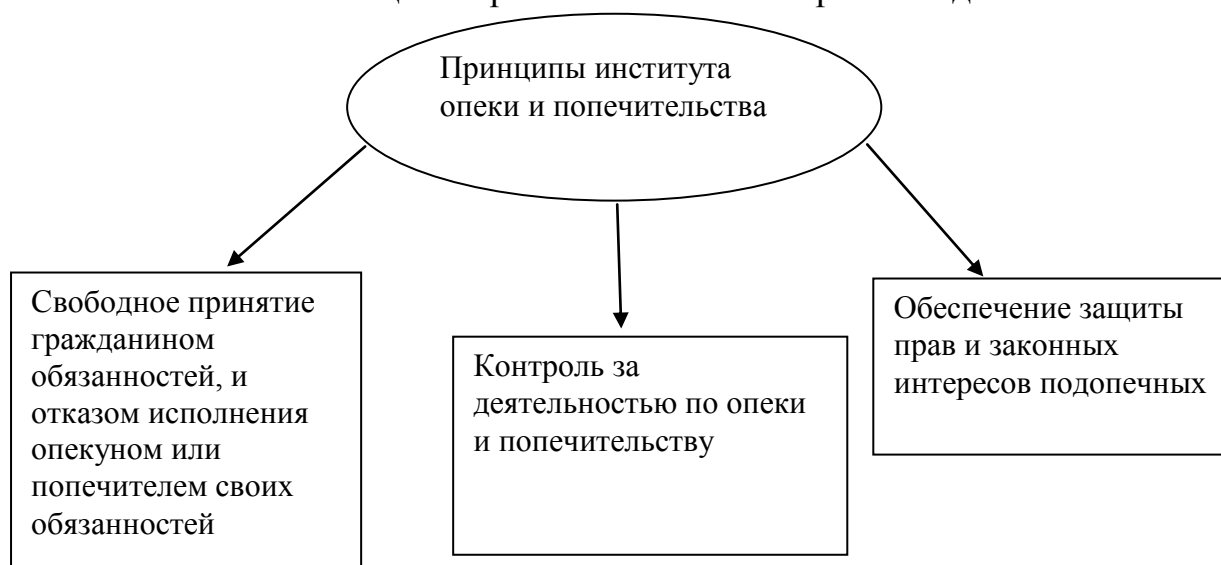 Принципы института
опеки и попечительства
Свободное принятие
гражданином
обязанностей, и
отказом исполнения
опекуном или
попечителем своих
обязанностей
Контроль за
деятельностью по опеки
и попечительству
Обеспечение защиты
прав и законных
интересов подопечных